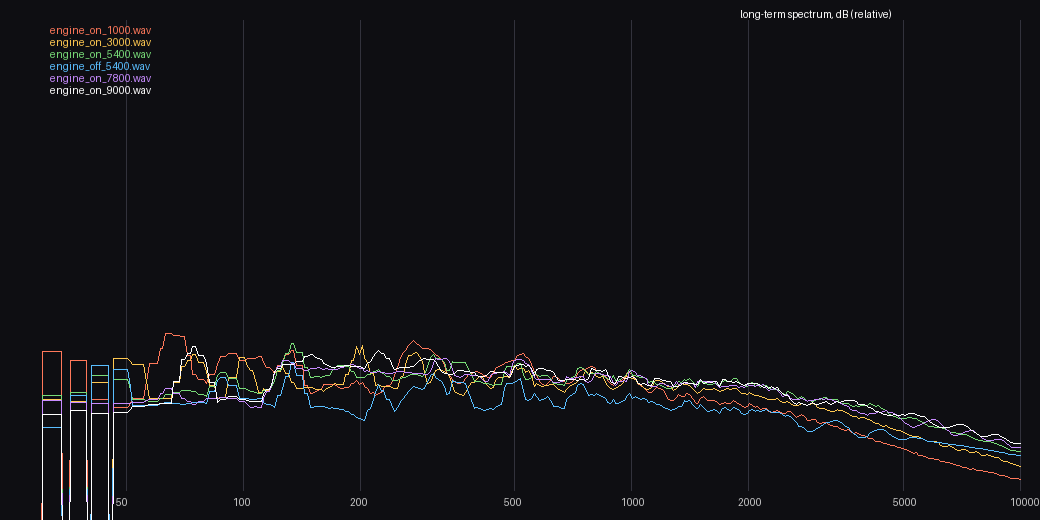 long-term spectrum, dB (relative)
engine_on_1000.wav
engine_on_3000.wav
engine_on_5400.wav
engine_off_5400.wav
engine_on_7800.wav
engine_on_9000.wav
50 100 200 500 1000 2000 5000 10000